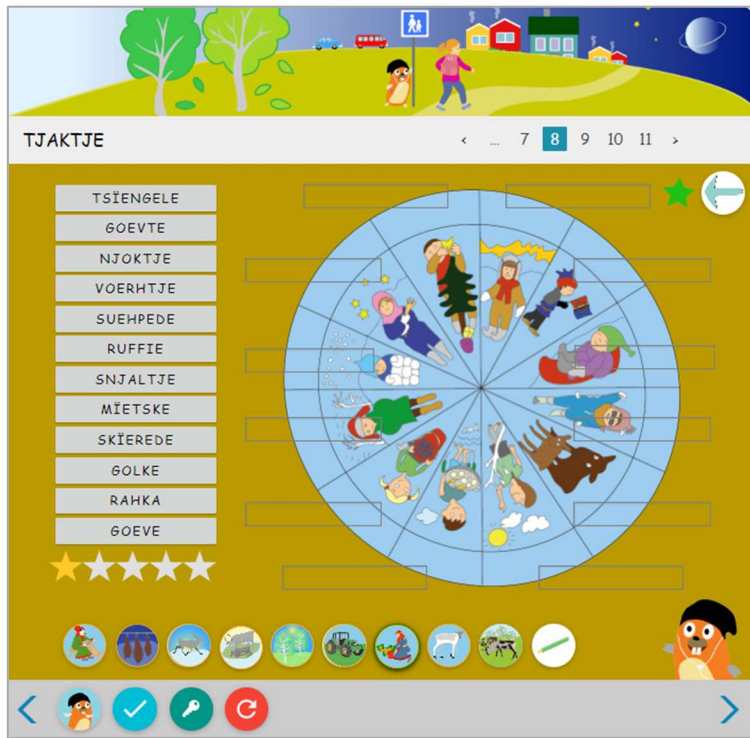 TJAKTJE
‹ ... 7 8 9 10 11 ›
TSÏENGELE
GOEVTE
NJOKTJE
VOERHTJE
SUEHPEDE
RUFFIE
SNJALTJE
MÏETSKE
SKÏEREDE
GOLKE
RAHKA
GOEVE